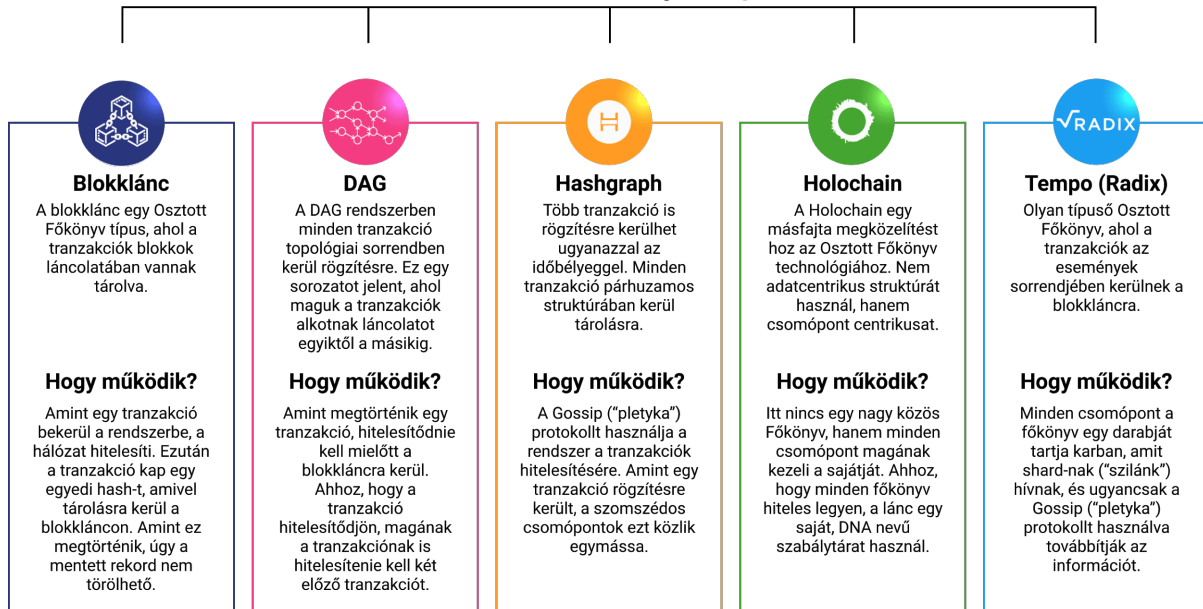 H
√RADIX
Blokklánc
A blokklánc egy Osztott
Főkönyv típus, ahol a
tranzakciók blokkok
láncolatában vannak
tárolva.
Hogy működik?
Amint egy tranzakció
bekerül a rendszerbe, a
hálózat hitelesíti. Ezután
a tranzakció kap egy
egyedi hash-t, amivel
tárolásra kerül a
blokkláncon. Amint ez
megtörténik, úgy a
mentett rekord nem
törölhető.
DAG
A DAG rendszerben
minden tranzakció
topológiai sorrendben
kerül rögzítésre. Ez egy
sorozatot jelent, ahol
maguk a tranzakciók
alkotnak láncolatot
egyiktől a másikig.
Hogy működik?
Amint megtörténik egy
tranzakció, hitelesítődnie
kell mielőtt a
blokkláncra kerül.
Ahhoz, hogy a
tranzakció
hitelesítődjön, magának
a tranzakciónak is
hitelesítenie kell két
előző tranzakciót.
Hashgraph
Több tranzakció is
rögzítésre kerülhet
ugyanazzal az
időbélyeggel. Minden
tranzakció párhuzamos
struktúrában kerül
tárolásra.
Hogy működik?
A Gossip (“pletyka”)
protokollt használja a
rendszer a tranzakciók
hitelesítésére. Amint egy
tranzakció rögzítésre
került, a szomszédos
csomópontok ezt közlik
egymássa.
Holochain
A Holochain egy
másfajta megközelítést
hoz az Osztott Főkönyv
technológiához. Nem
adatcentrikus struktúrát
használ, hanem
csomópont centrikusat.
Hogy működik?
Itt nincs egy nagy közös
Főkönyv, hanem minden
csomópont magának
kezeli a sajátját. Ahhoz,
hogy minden főkönyv
hiteles legyen, a lánc egy
saját, DNA nevű
szabálytárat használ.
Tempo (Radix)
Olyan típuső Osztott
Főkönyv, ahol a
tranzakciók az
események
sorrendjében kerülnek a
blokkláncra.
Hogy működik?
Minden csomópont a
főkönyv egy darabját
tartja karban, amit
shard-nak (“szilánk”)
hívnak, és ugyancsak a
Gossip (“pletyka”)
protokollt használva
továbbítják az
információt.